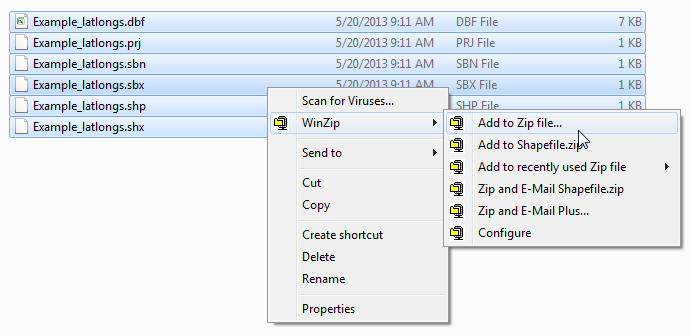 Example_latlongs.dbf 5/20/2013 9:11 AM DBF File 7 KB
Example_latlongs.prj 5/20/2013 9:11 AM PRJ File 1 KB
Example_latlongs.sbn 5/20/2013 9:11 AM SBN File 1 KB
Example_latlongs.sbx 5/20/2013 9:11 AM SBX File 1 KB
Example_latlongs.shp SHP File 1 KB
Example_latlongs.shx 1 KB
Scan for Viruses...
WinZip
Send to
Cut
Copy
Create shortcut
Delete
Rename
Properties
Add to Zip file...
Add to Shapefile.zip
Add to recently used Zip file
Zip and E-Mail Shapefile.zip
Zip and E-Mail Plus...
Configure